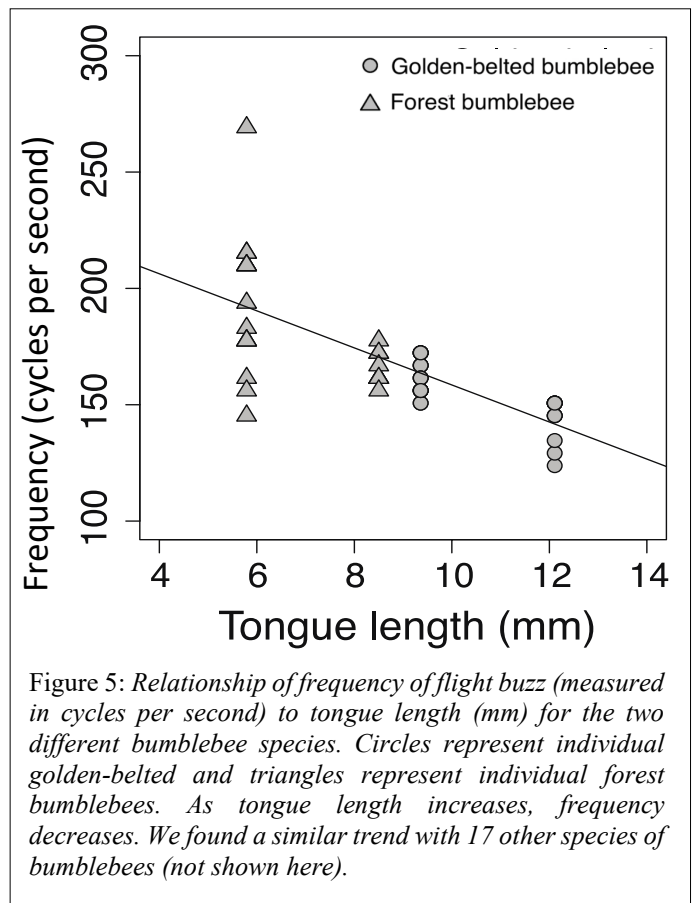 300
250
200
150
100
Frequency (cycles per second)
Golden-belted bumblebee
Forest bumblebee
4 6 8 10 12 14
Tongue length (mm)
Figure 5: Relationship of frequency of flight buzz (measured
in cycles per second) to tongue length (mm) for the two
different bumblebee species. Circles represent individual
golden-belted and triangles represent individual forest
bumblebees. As tongue length increases, frequency
decreases. We found a similar trend with 17 other species of
bumblebees (not shown here).